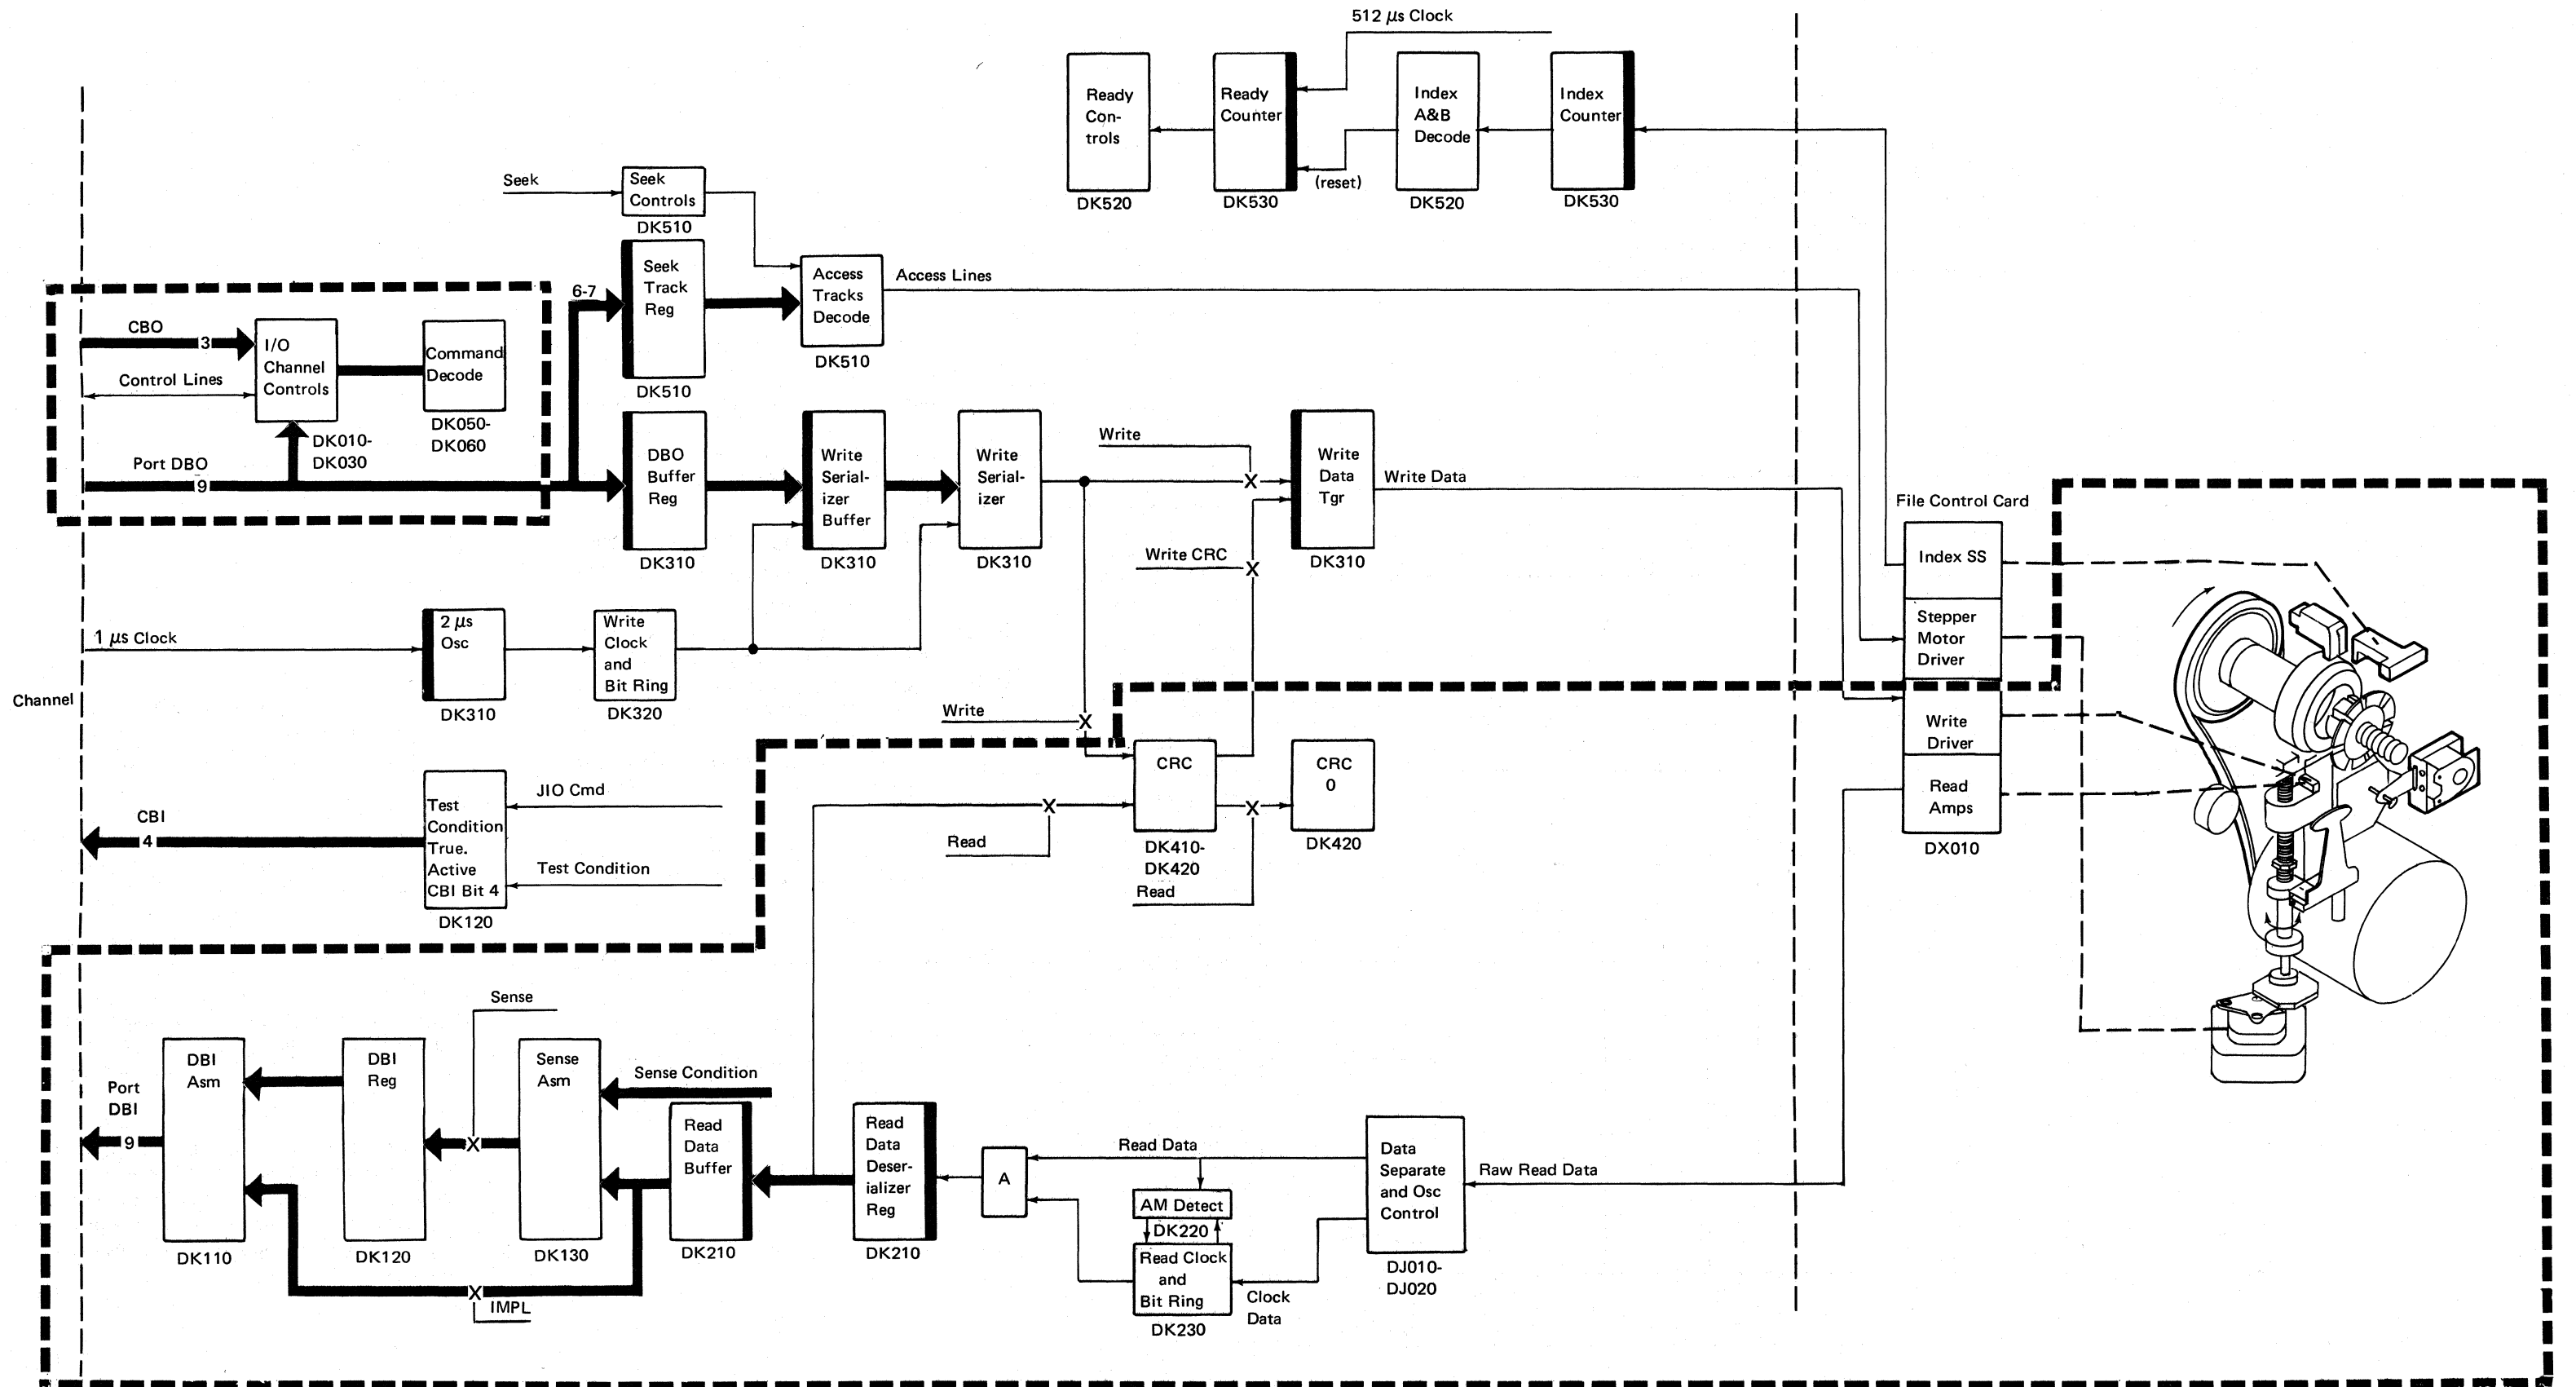 512 μs Clock
Ready
Con-
trols
DK520
Ready
Counter
DK530
(reset)
Index
A&B
Decode
DK520
Index
Counter
DK530
Seek
Seek
Controls
DK510
6-7
Seek
Track
Reg
DK510
Access
Tracks
Decode
DK510
Access Lines
CBO
3
I/O
Channel
Controls
Control Lines
DK010-
DK030
Command
Decode
DK050-
DK060
Port DBO
9
DBO
Buffer
Reg
DK310
Write
Serial-
izer
Buffer
DK310
Write
Serial-
izer
DK310
Write
X
Write CRC
X
Write
Data
Tgr
DK310
Write Data
File Control Card
Index SS
Stepper
Motor
Driver
Write
Driver
Read
Amps
DX010
1 μs Clock
2 μs
Osc
DK310
Write
Clock
and
Bit Ring
DK320
Channel
Write
X
CRC
DK410-
DK420
CRC
0
DK420
X
X
Read
Read
CBI
4
Test
Condition
True.
Active
CBI Bit 4
DK120
JIO Cmd
Test Condition
Sense
Port
DBI
9
DBI
Asm
DK110
DBI
Reg
DK120
X
Sense
Asm
DK130
Sense Condition
Read
Data
Buffer
DK210
X
IMPL
Read
Data
Deser-
ializer
Reg
DK210
A
Read Data
AM Detect
DK220
Read Clock
and
Bit Ring
DK230
Clock
Data
Data
Separate
and Osc
Control
DJ010-
DJ020
Raw Read Data